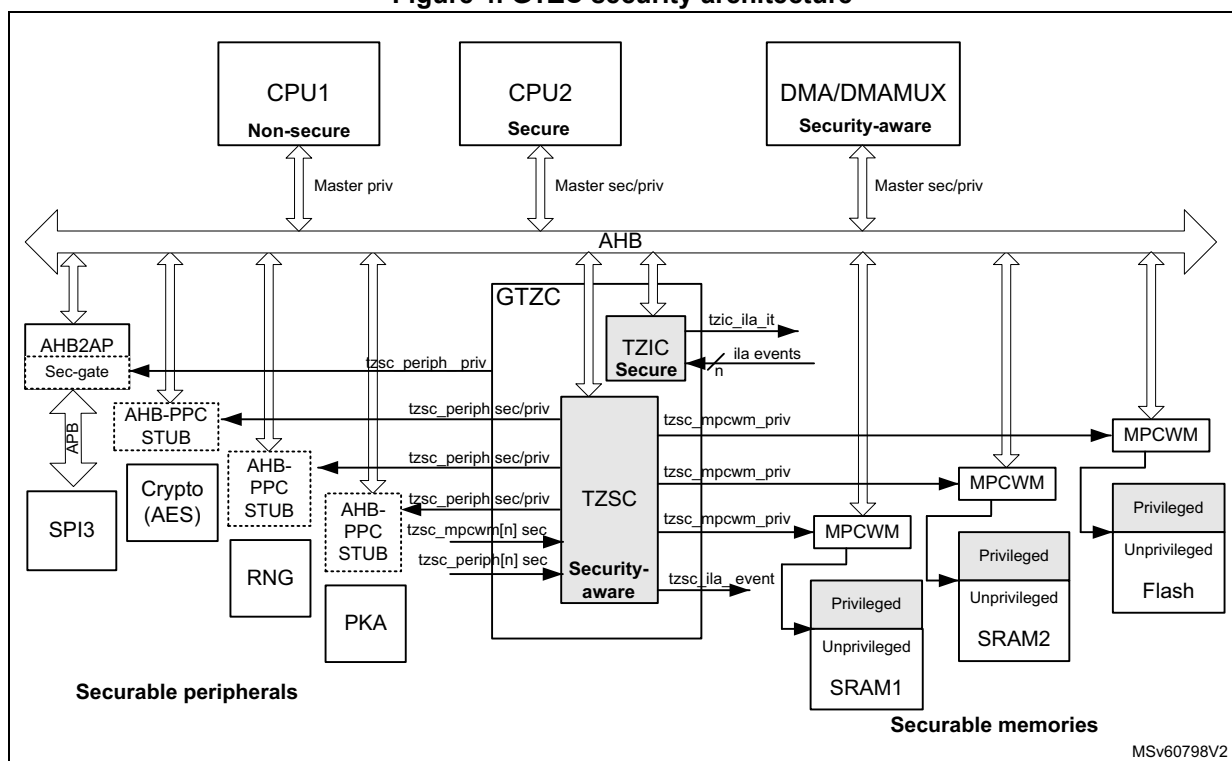 Figure 4. GTZC security architecture
CPU1
Non-secure
CPU2
Secure
DMA/DMAMUX
Security-aware
Master priv
Master sec/priv
Master sec/priv
AHB
GTZC
AHB2AP
Sec-gate
tzsc_periph_ priv
TZIC
Secure
tzic_ila_it
ila events
n
APB
SPI3
AHB-PPC
STUB
Crypto
(AES)
AHB-
PPC
STUB
RNG
AHB-
PPC
STUB
PKA
tzsc_periph sec/priv
tzsc_periph sec/priv
tzsc_periph sec/priv
tzsc_mpcwm[n] sec
tzsc_periph[n] sec
TZSC
Security-
aware
tzsc_mpcwm_priv
tzsc_mpcwm_priv
tzsc_mpcwm_priv
tzsc_ila_event
MPCWM
Privileged
Unprivileged
SRAM1
MPCWM
Privileged
Unprivileged
SRAM2
MPCWM
Privileged
Unprivileged
Flash
Securable peripherals
Securable memories
MSv60798V2